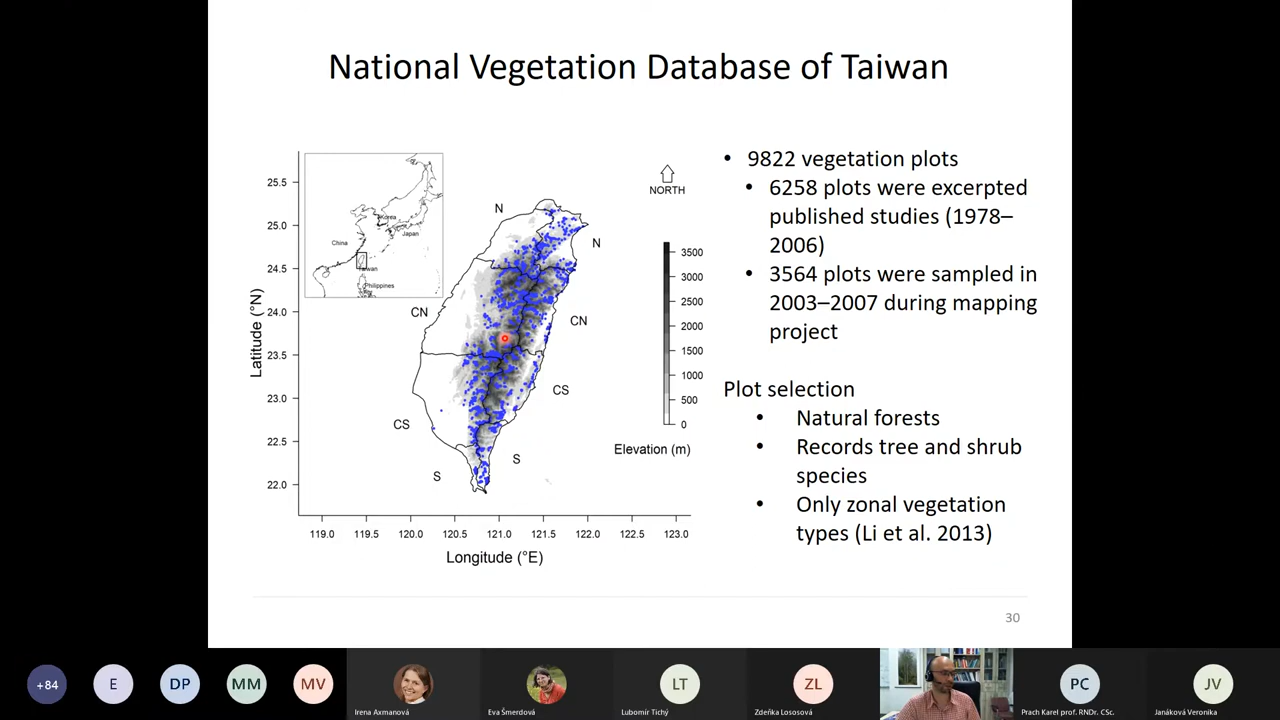 National Vegetation Database of Taiwan
• 9822 vegetation plots
• 6258 plots were excerpted
published studies (1978–
2006)
• 3564 plots were sampled in
2003–2007 during mapping
project
Plot selection
• Natural forests
• Records tree and shrub
species
• Only zonal vegetation
types (Li et al. 2013)
Latitude (°N)
25.5
25.0
24.5
24.0
23.5
23.0
22.5
22.0
119.0 119.5 120.0 120.5 121.0 121.5 122.0 122.5 123.0
Longitude (°E)
Korea
Japan
China
Taiwan
Philippines
N
N
CN
CN
CS
CS
S
S
NORTH
3500
3000
2500
2000
1500
1000
500
0
Elevation (m)
30
+84
E
DP
MM
MV
Irena Axmanová
Eva Šmerdová
LT
Lubomír Tichý
ZL
Zdeňka Lososová
PC
Prach Karel prof. RNDr. CSc.
JV
Janáková Veronika